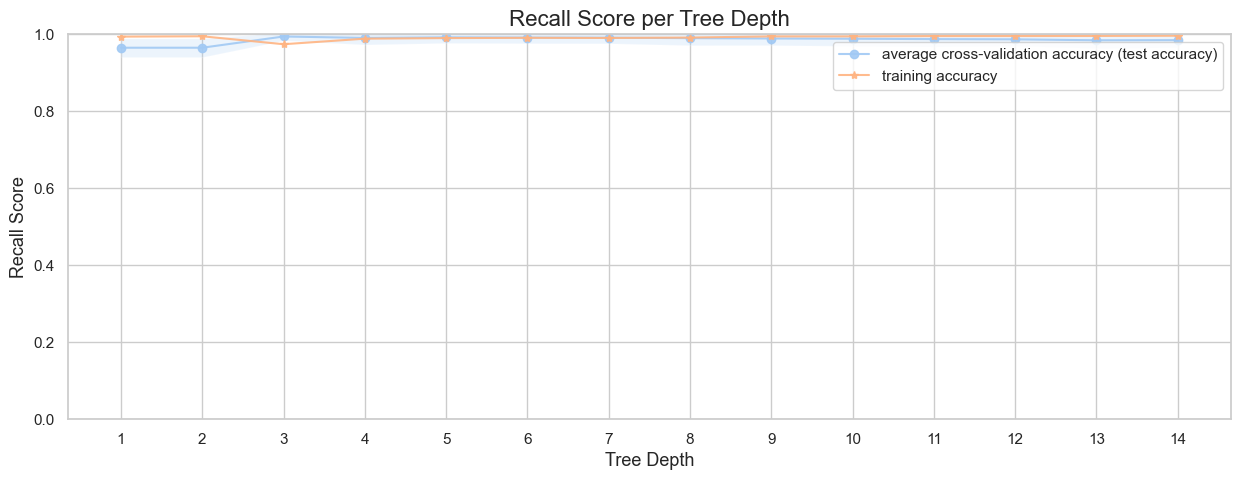 Recall Score per Tree Depth
1.0
0.8
0.6
0.4
0.2
0.0
Recall Score
average cross-validation accuracy (test accuracy)
training accuracy
1 2 3 4 5 6 7 8 9 10 11 12 13 14
Tree Depth